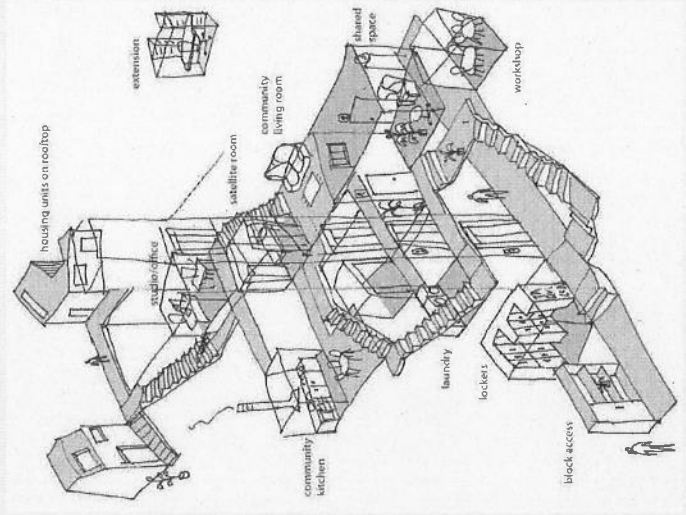 extension
housing units on rooftop
shared
space
community
living room
satellite room
workshop
studio/office
laundry
lockers
community
kitchen
block access